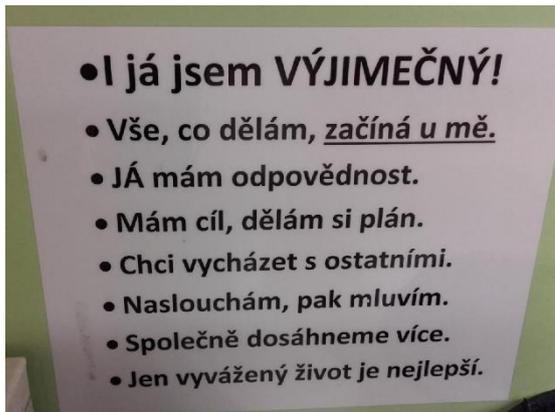 •I já jsem VÝJIMEČNÝ!
• Vše, co dělám, začíná u mě.
• JÁ mám odpovědnost.
• Mám cíl, dělám si plán.
• Chci vycházet s ostatními.
• Naslouchám, pak mluvím.
• Společně dosáhneme více.
• Jen vyvážený život je nejlepší.